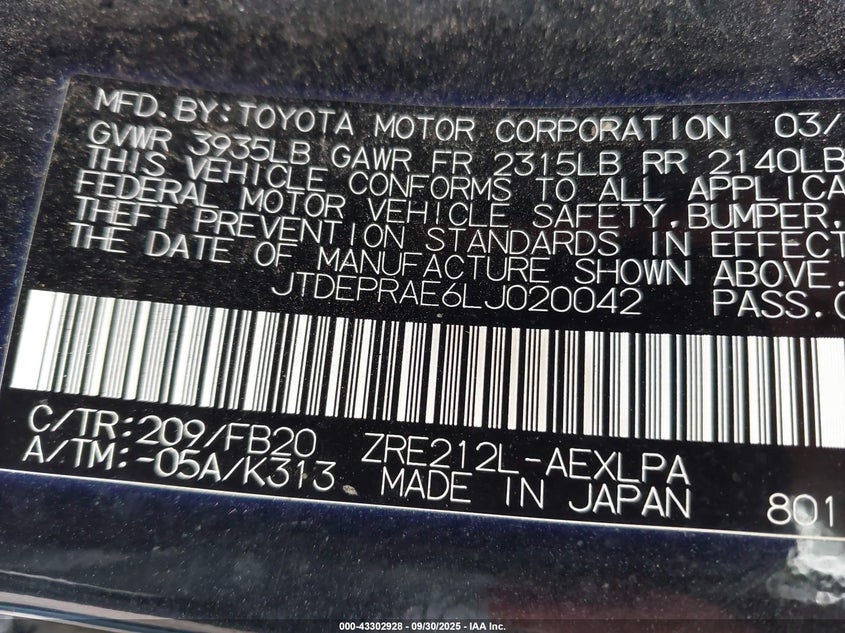 MFD. BY: TOYOTA MOTOR CORPORATION 03/
GVWR 3935LB GAWR FR 2315LB RR 2140LB
THIS VEHICLE CONFORMS TO ALL APPLICA
FEDERAL MOTOR VEHICLE SAFETY, BUMPER,
THEFT PREVENTION STANDARDS IN EFFECT
THE DATE OF MANUFACTURE SHOWN ABOVE.
JTDEPRAE6LJ020042 PASS.C
C/TR: 209/FB20 ZRE212L-AEXLPA
A/TM: -05A/K313 MADE IN JAPAN 801
000-43302928 - 09/30/2025 - IAA Inc.